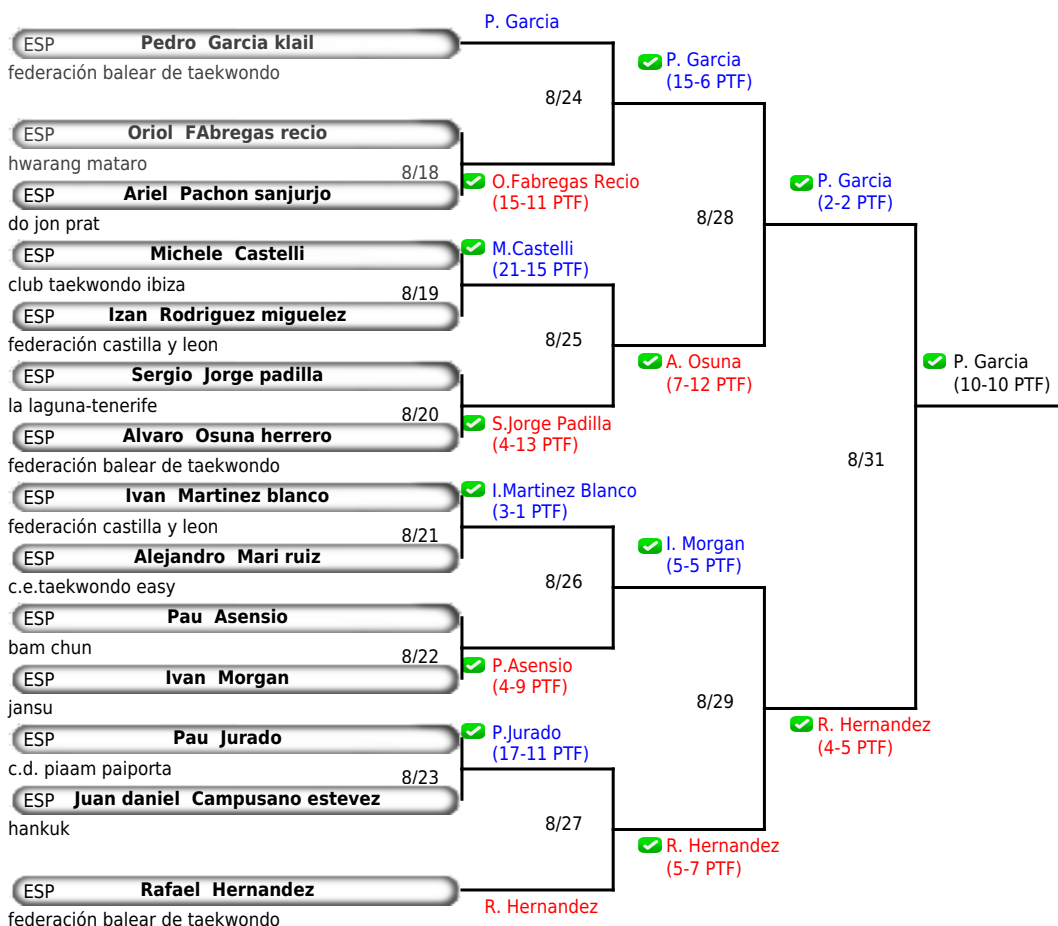 P. Garcia
ESP Pedro Garcia klail
federación balear de taekwondo
P. Garcia
(15-6 PTF)
8/24
ESP Oriol FAbregas recio
hwarang mataro
8/18
O.Fabregas Recio
(15-11 PTF)
ESP Ariel Pachon sanjurjo
do jon prat
P. Garcia
(2-2 PTF)
8/28
ESP Michele Castelli
club taekwondo ibiza
M.Castelli
(21-15 PTF)
8/19
ESP Izan Rodriguez miguelez
federación castilla y leon
8/25
A. Osuna
(7-12 PTF)
P. Garcia
(10-10 PTF)
ESP Sergio Jorge padilla
la laguna-tenerife
8/20
S.Jorge Padilla
(4-13 PTF)
ESP Alvaro Osuna herrero
federación balear de taekwondo
8/31
ESP Ivan Martinez blanco
federación castilla y leon
I.Martinez Blanco
(3-1 PTF)
8/21
ESP Alejandro Mari ruiz
c.e.taekwondo easy
I. Morgan
(5-5 PTF)
8/26
ESP Pau Asensio
bam chun
8/22
P.Asensio
(4-9 PTF)
ESP Ivan Morgan
jansu
8/29
R. Hernandez
(4-5 PTF)
ESP Pau Jurado
c.d. piaam paiporta
P.Jurado
(17-11 PTF)
8/23
ESP Juan daniel Campusano estevez
hankuk
8/27
R. Hernandez
(5-7 PTF)
ESP Rafael Hernandez
federación balear de taekwondo
R. Hernandez